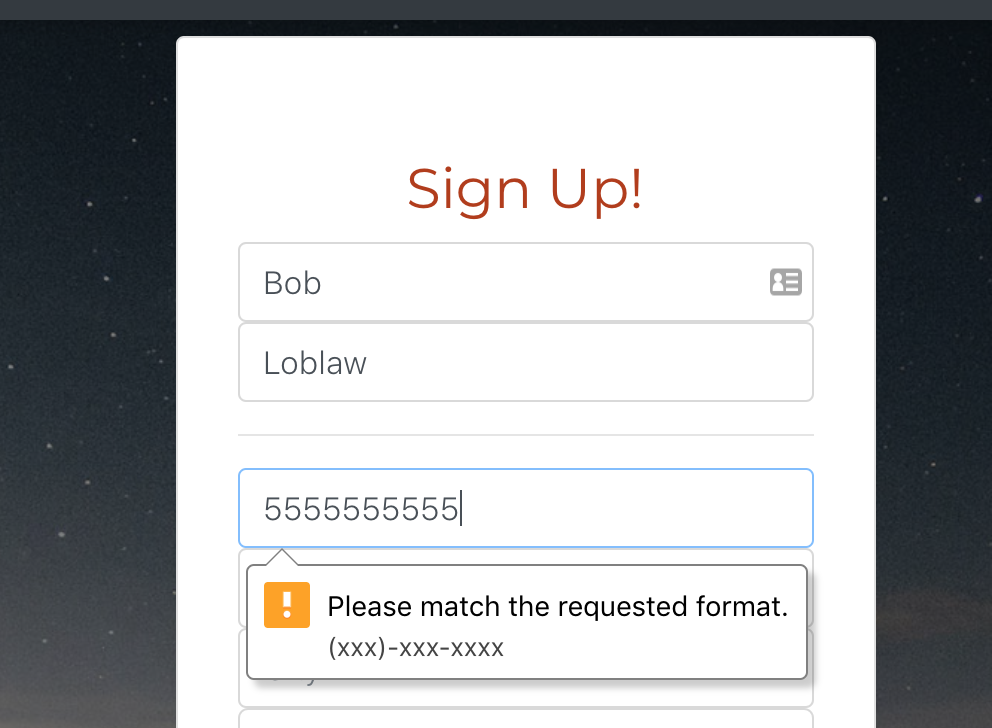 Sign Up!
Bob
Loblaw
5555555555
Please match the requested format.
(xxx)-xxx-xxxx